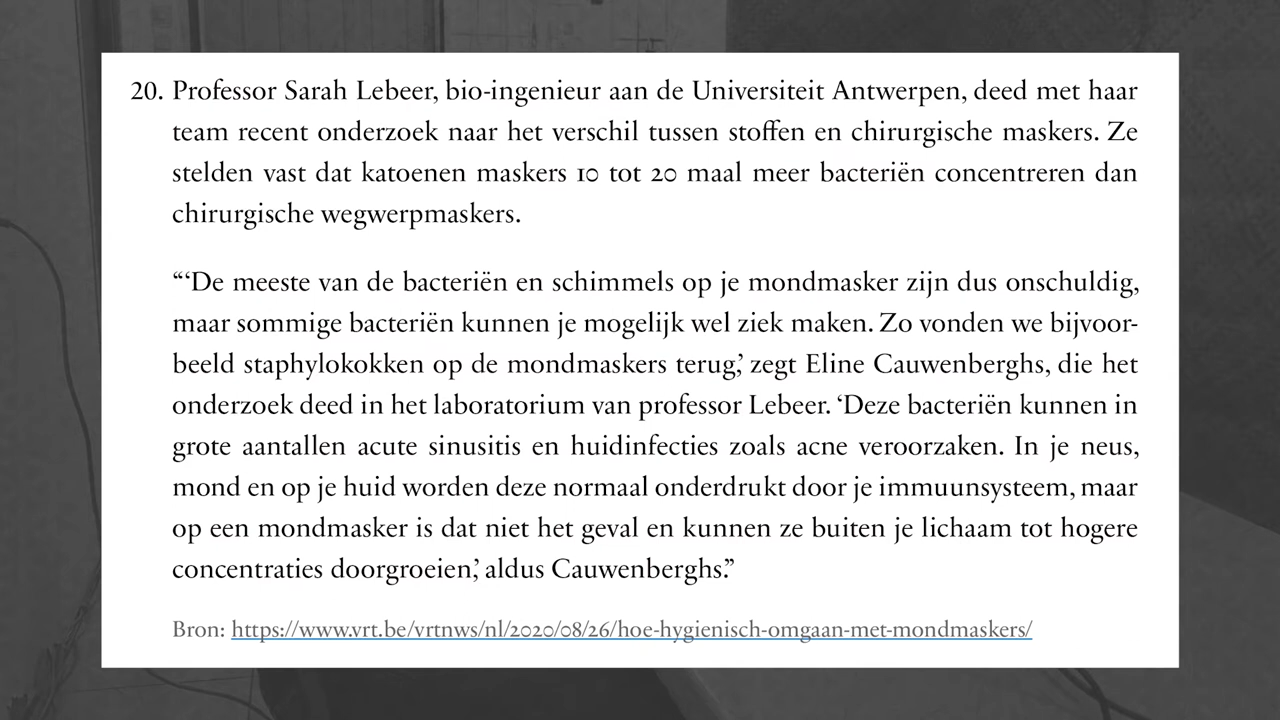 20. Professor Sarah Lebeer, bio-ingenieur aan de Universiteit Antwerpen, deed met haar
team recent onderzoek naar het verschil tussen stoffen en chirurgische maskers. Ze
stelden vast dat katoenen maskers 10 tot 20 maal meer bacteriën concentreren dan
chirurgische wegwerpmaskers.
“‘De meeste van de bacteriën en schimmels op je mondmasker zijn dus onschuldig,
maar sommige bacteriën kunnen je mogelijk wel ziek maken. Zo vonden we bijvoor-
beeld staphylokokken op de mondmaskers terug,’ zegt Eline Cauwenberghs, die het
onderzoek deed in het laboratorium van professor Lebeer. ‘Deze bacteriën kunnen in
grote aantallen acute sinusitis en huidinfecties zoals acne veroorzaken. In je neus,
mond en op je huid worden deze normaal onderdrukt door je immuunsysteem, maar
op een mondmasker is dat niet het geval en kunnen ze buiten je lichaam tot hogere
concentraties doorgroeien,’ aldus Cauwenberghs.”
Bron: https://www.vrt.be/vrtnws/nl/2020/08/26/hoe-hygienisch-omgaan-met-mondmaskers/